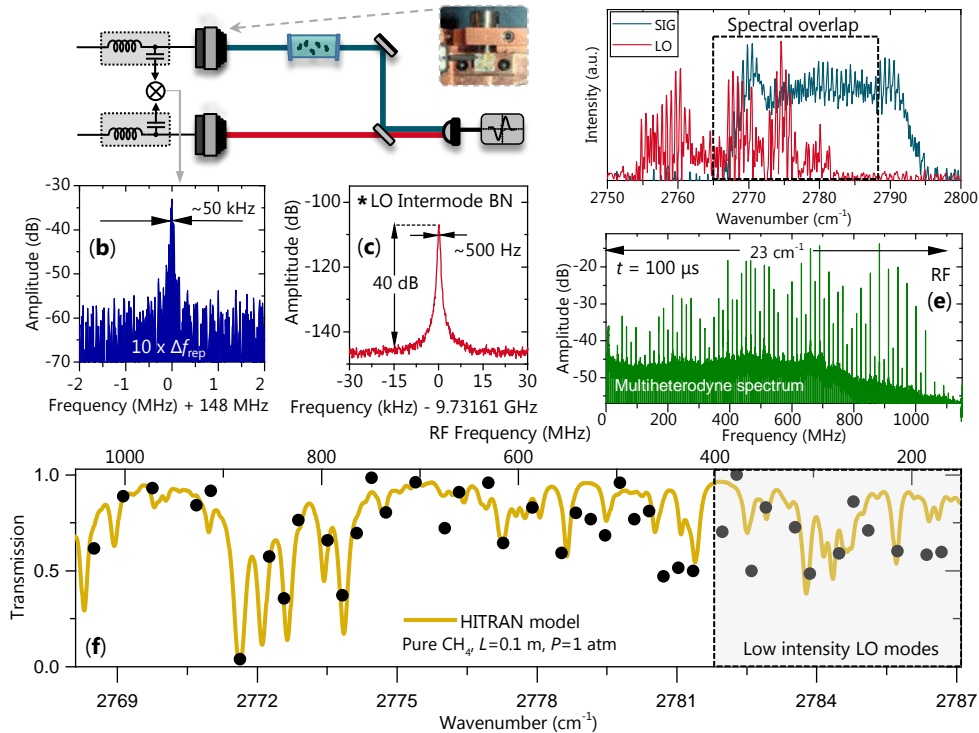 SIG
LO
Spectral overlap
Intensity (a.u.)
2750 2760 2770 2780 2790 2800
Wavenumber (cm⁻¹)
-30
-40
-50
-60
-70
Amplitude (dB)
(b)
~50 kHz
10 x Δf_rep
-2 -1 0 1 2
Frequency (MHz) + 148 MHz
-100
-120
-140
Amplitude (dB)
* LO Intermode BN
(c)
~500 Hz
40 dB
-30 -15 0 15 30
Frequency (kHz) - 9.73161 GHz
23 cm⁻¹
t = 100 µs
RF
(e)
-20
-30
-40
-50
Amplitude (dB)
Multiheterodyne spectrum
0 200 400 600 800 1000
Frequency (MHz)
RF Frequency (MHz)
1000 800 600 400 200
1.0
0.5
0.0
Transmission
(f)
HITRAN model
Pure CH₄, L=0.1 m, P=1 atm
Low intensity LO modes
2769 2772 2775 2778 2781 2784 2787
Wavenumber (cm⁻¹)